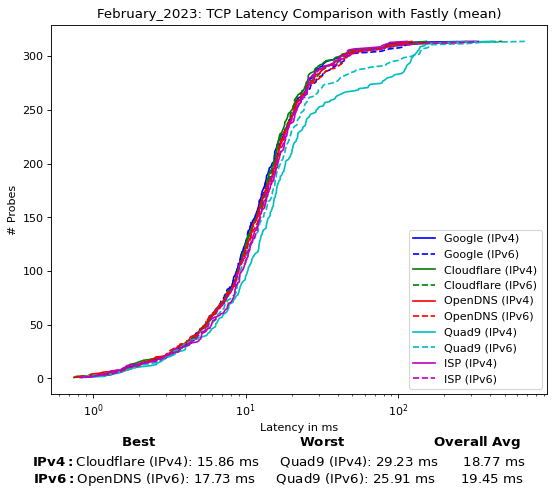 February_2023: TCP Latency Comparison with Fastly (mean)
300
250
200
150
100
50
0
# Probes
Google (IPv4)
Google (IPv6)
Cloudflare (IPv4)
Cloudflare (IPv6)
OpenDNS (IPv4)
OpenDNS (IPv6)
Quad9 (IPv4)
Quad9 (IPv6)
ISP (IPv4)
ISP (IPv6)
10⁰ 10¹ 10²
Latency in ms
Best Worst Overall Avg
IPv4: Cloudflare (IPv4): 15.86 ms Quad9 (IPv4): 29.23 ms 18.77 ms
IPv6: OpenDNS (IPv6): 17.73 ms Quad9 (IPv6): 25.91 ms 19.45 ms